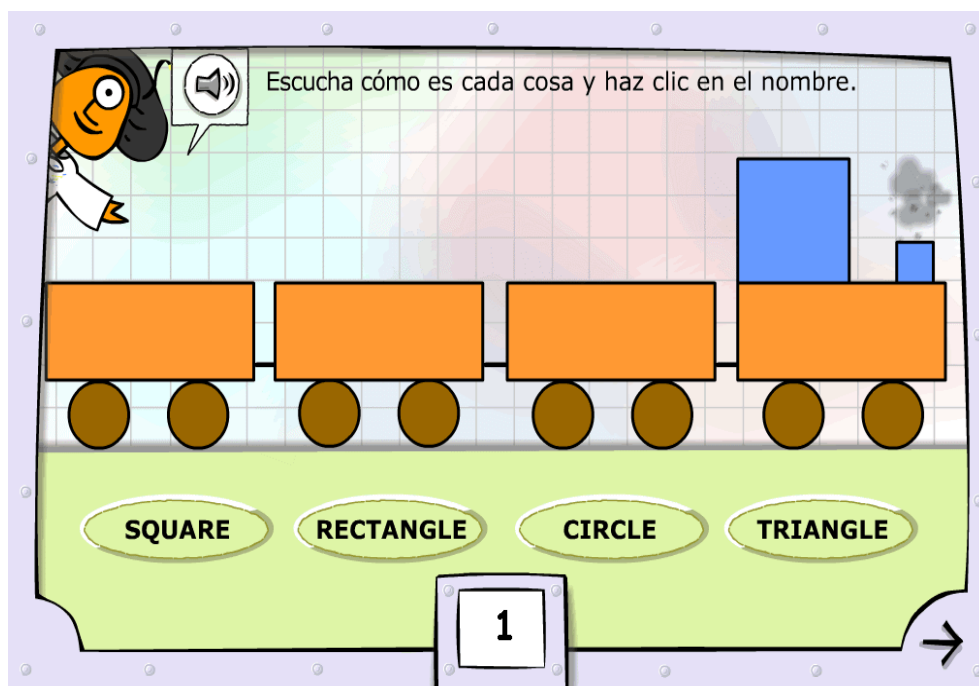 Escucha cómo es cada cosa y haz clic en el nombre.
SQUARE RECTANGLE CIRCLE TRIANGLE
1